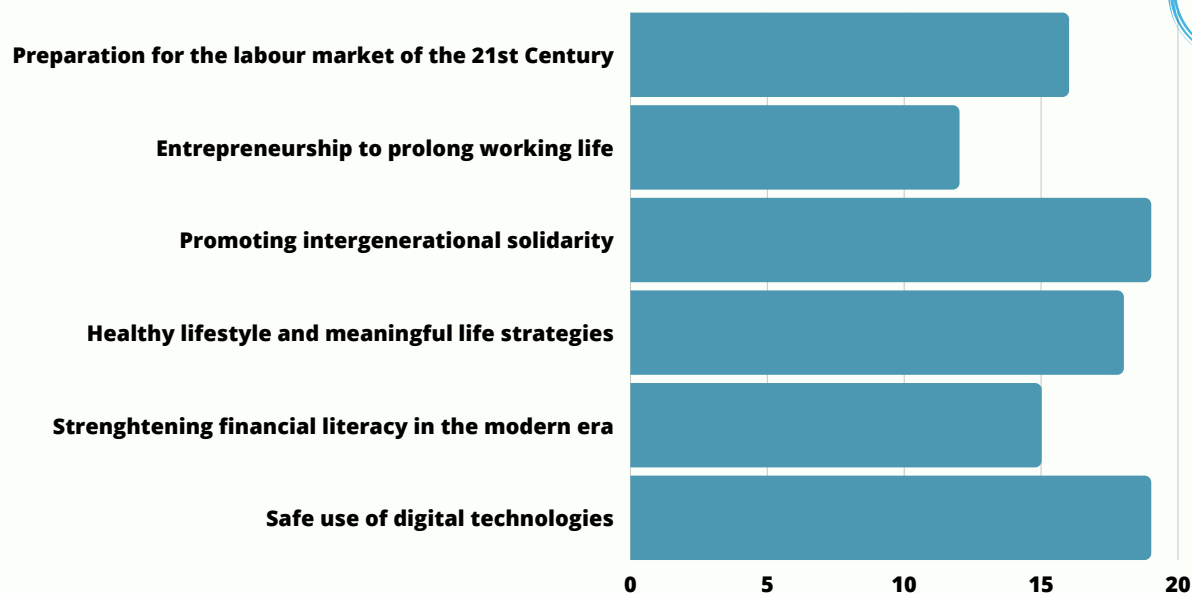 Preparation for the labour market of the 21st Century
Entrepreneurship to prolong working life
Promoting intergenerational solidarity
Healthy lifestyle and meaningful life strategies
Strenghtening financial literacy in the modern era
Safe use of digital technologies
0 5 10 15 20